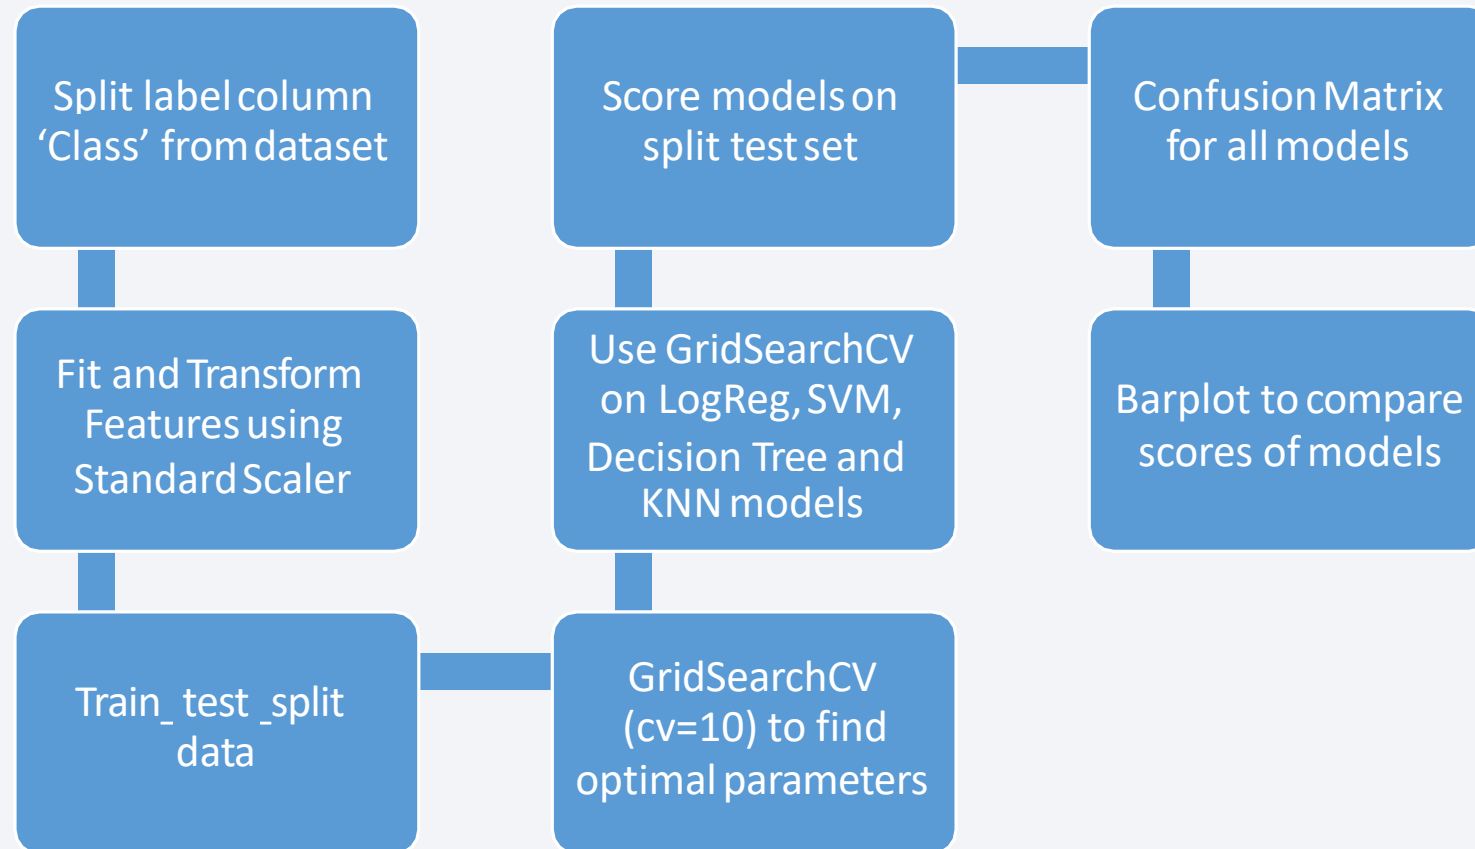 Split label column
‘Class’ from dataset
Fit and Transform
Features using
Standard Scaler
Train_ test _split
data
GridSearchCV
(cv=10) to find
optimal parameters
Use GridSearchCV
on LogReg, SVM,
Decision Tree and
KNN models
Score models on
split test set
Confusion Matrix
for all models
Barplot to compare
scores of models